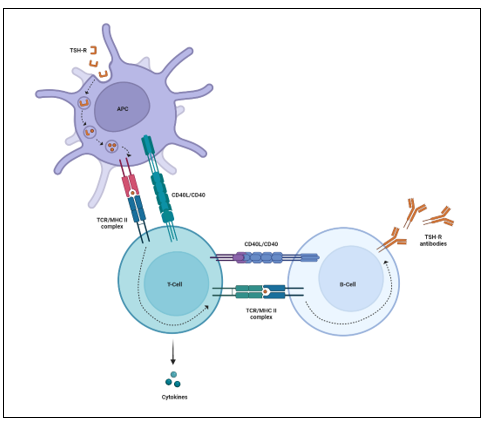 TSH-R
APC
CD40L/CD40
TCR/MHC II
complex
CD40L/CD40
TSH-R
antibodies
T-Cell
B-Cell
TCR/MHC II
complex
Cytokines